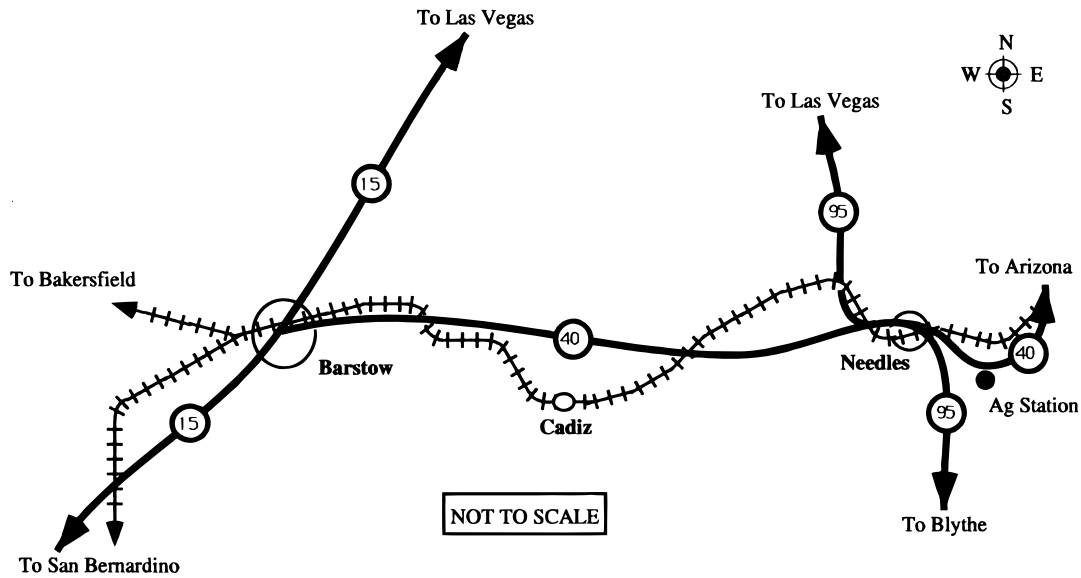 To Las Vegas
N
W E
S
To Las Vegas
15
95
To Bakersfield
To Arizona
40
40
Barstow
Needles
Ag Station
15
Cadiz
95
NOT TO SCALE
To Blythe
To San Bernardino